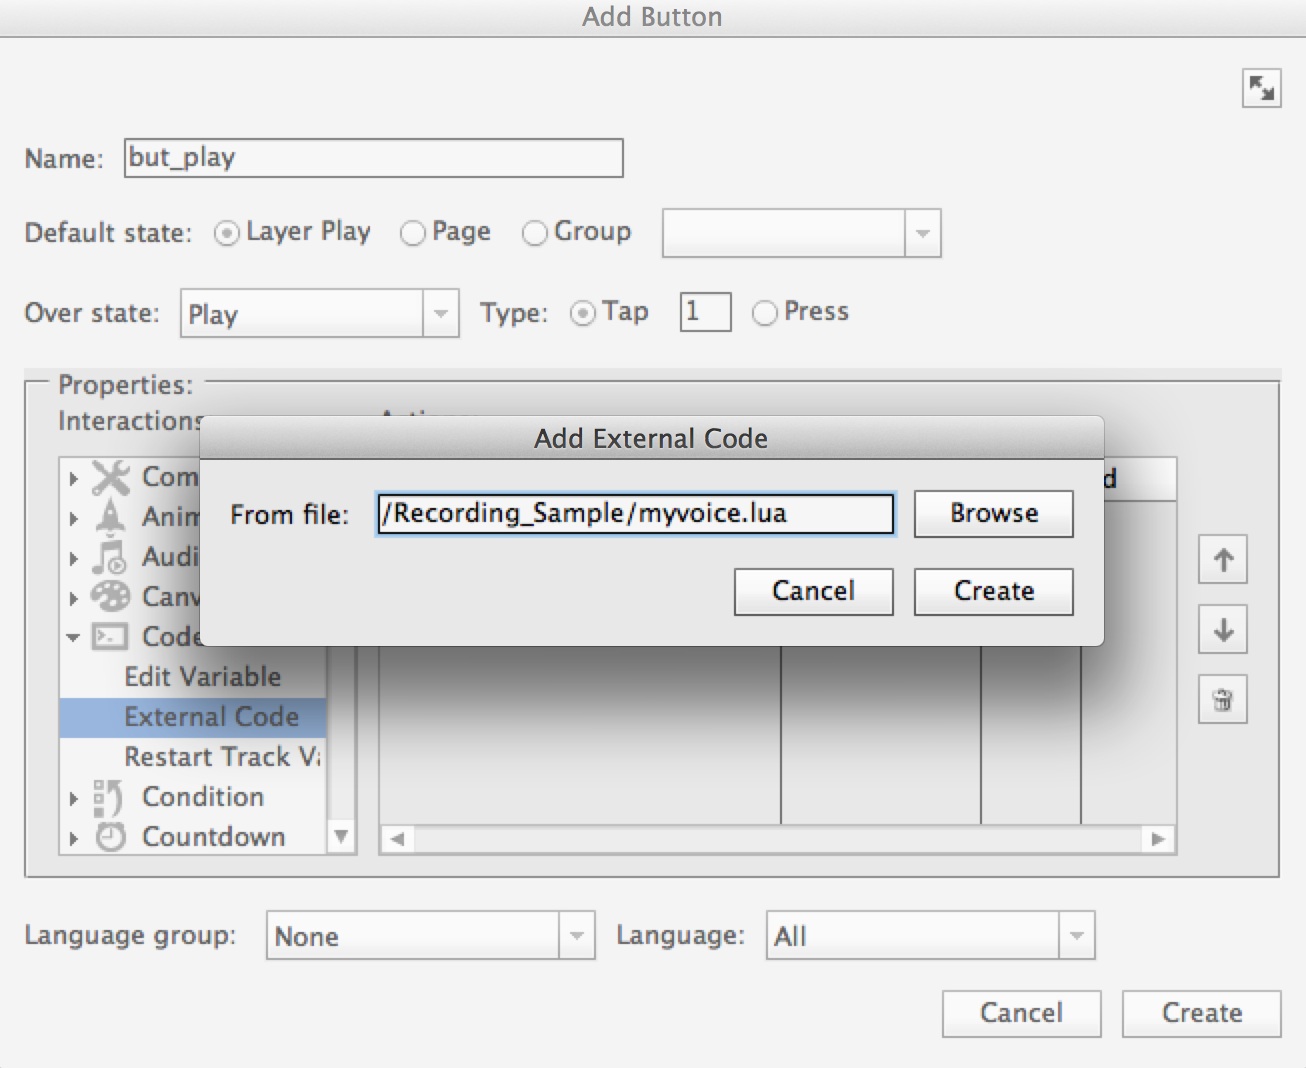 Add Button
Name: but_play
Default state: Layer Play Page Group
Over state: Play Type: Tap 1 Press
Properties:
Interactions
Add External Code
Com
Anim
From file: /Recording_Sample/myvoice.lua Browse
Audi
Canv
Cancel Create
Code
Edit Variable
External Code
Restart Track Va
Condition
Countdown
Language group: None Language: All
Cancel Create